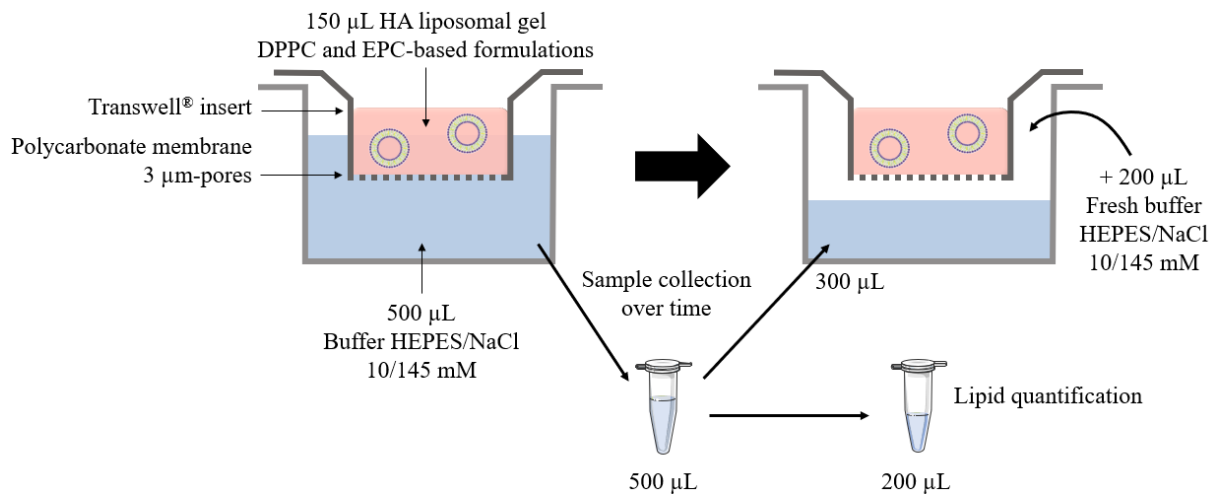 150 µL HA liposomal gel
DPPC and EPC-based formulations
Transwell® insert
Polycarbonate membrane
3 µm-pores
500 µL
Buffer HEPES/NaCl
10/145 mM
Sample collection
over time
300 µL
+ 200 µL
Fresh buffer
HEPES/NaCl
10/145 mM
Lipid quantification
500 µL
200 µL